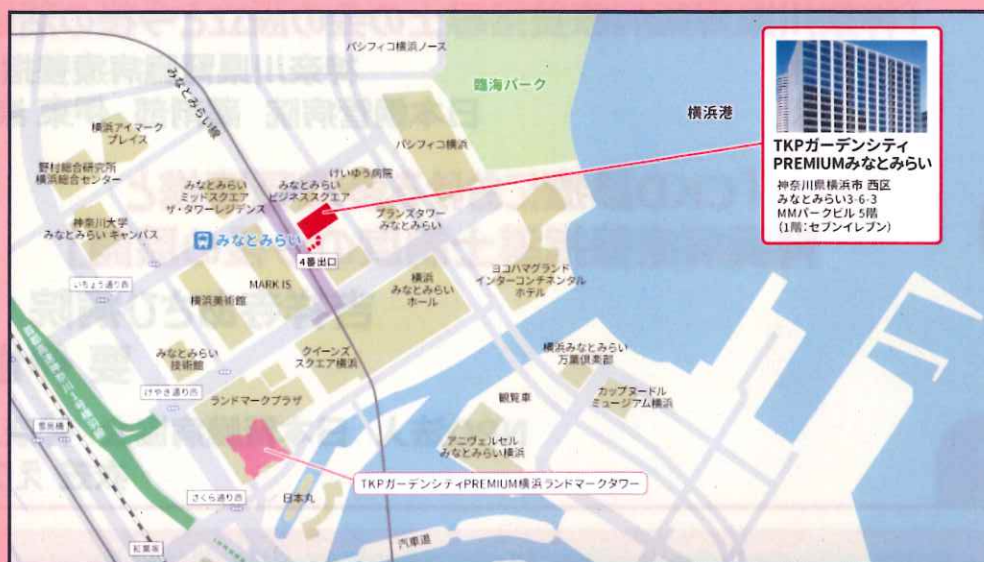 パシフィコ横浜ノース
みなとみらい線
臨海パーク
横浜港
TKPガーデンシティ
PREMIUMみなとみらい
神奈川県横浜市 西区
みなとみらい3-6-3
MMパークビル 5階
(1階:セブンイレブン)
横浜アイマーク
プレイス
パシフィコ横浜
野村総合研究所
横浜総合センター
けいゆう病院
みなとみらい
ミッドスクエア
ザ・タワーレジデンス
みなとみらい
ビジネススクエア
ブランズタワー
みなとみらい
神奈川大学
みなとみらい キャンパス
みなとみらい
4番出口
ヨコハマグランド
インターコンチネンタル
ホテル
横浜
みなとみらい
ホール
いちょう通り西
MARK IS
横浜美術館
みなとみらい
技術館
クイーンズ
スクエア横浜
横浜みなとみらい
万葉倶楽部
けやき通り西
ランドマークプラザ
観覧車
カップヌードル
ミュージアム横浜
アニヴェルセル
みなとみらい横浜
TKPガーデンシティPREMIUM横浜ランドマークタワー
さくら通り西
日本丸
汽車道
紅葉坂